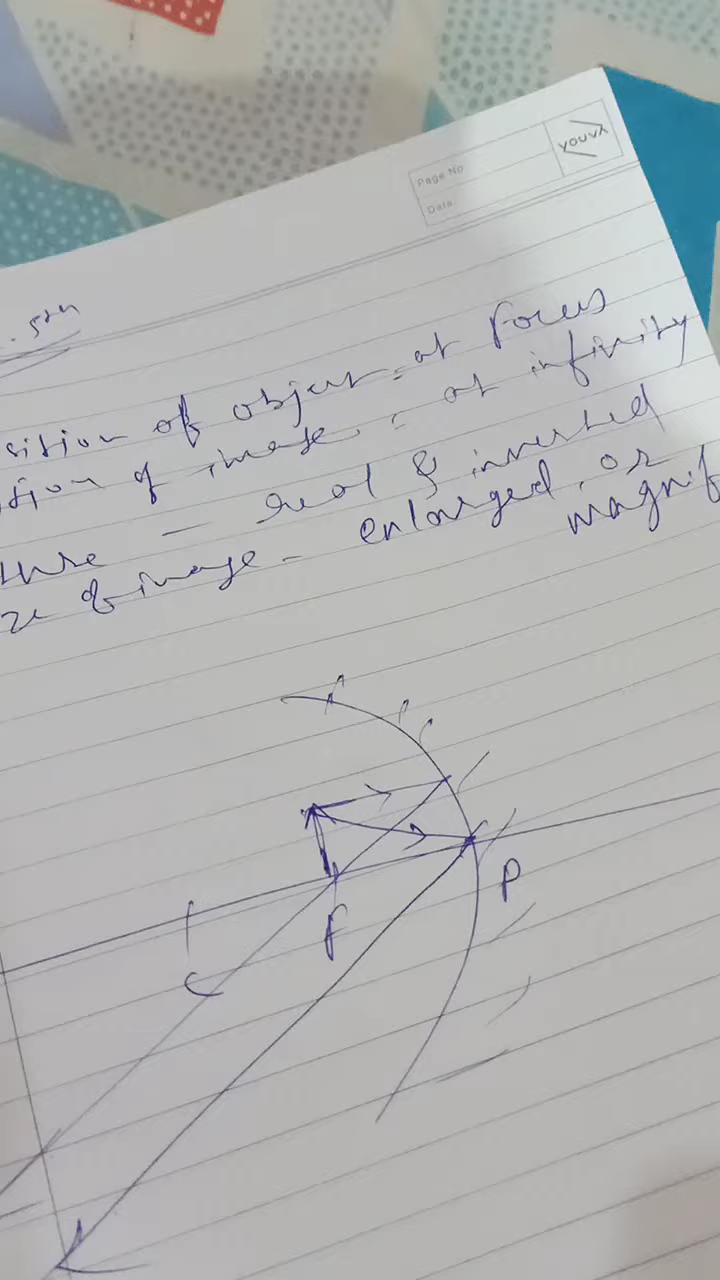 youva
Page No
Date
5th
sition of object - at Focus
tion of image - at infinity
ture - real & inverted
ze of image - enlarged or
magnif
F
P
C